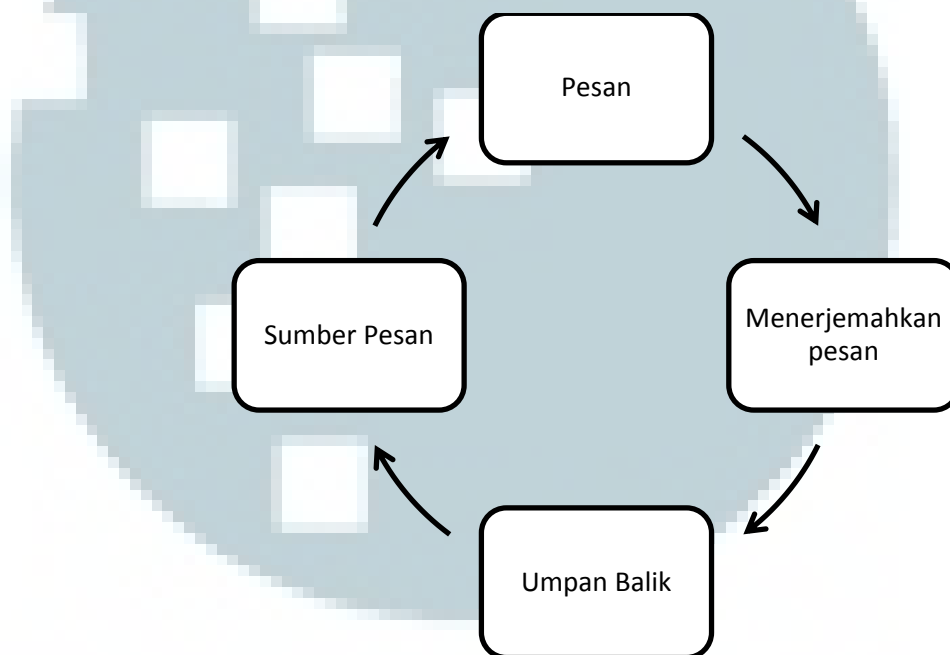 Pesan
Sumber Pesan
Menerjemahkan
pesan
Umpan Balik